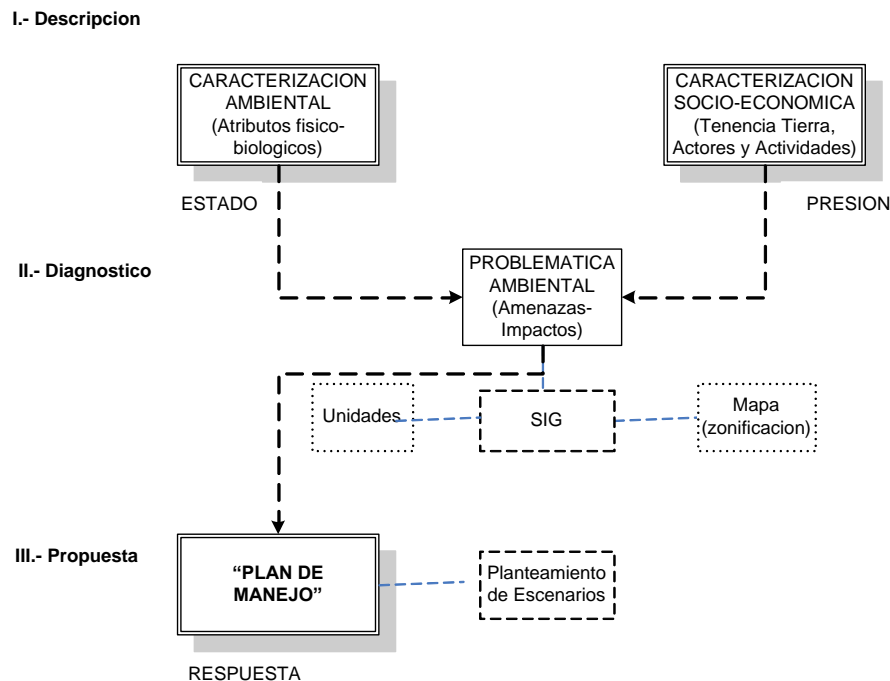 I.- Descripcion
CARACTERIZACION
AMBIENTAL
(Atributos fisico-
biologicos)
CARACTERIZACION
SOCIO-ECONOMICA
(Tenencia Tierra,
Actores y Actividades)
ESTADO
PRESION
II.- Diagnostico
PROBLEMATICA
AMBIENTAL
(Amenazas-
Impactos)
Unidades
SIG
Mapa
(zonificacion)
III.- Propuesta
“PLAN DE
MANEJO”
Planteamiento
de Escenarios
RESPUESTA